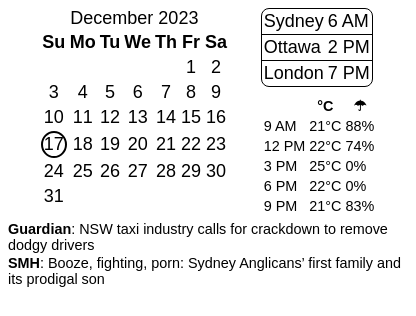 December 2023
Su Mo Tu We Th Fr Sa
1 2
3 4 5 6 7 8 9
10 11 12 13 14 15 16
17 18 19 20 21 22 23
24 25 26 27 28 29 30
31
Sydney 6 AM
Ottawa 2 PM
London 7 PM
°C ☂
9 AM 21°C 88%
12 PM 22°C 74%
3 PM 25°C 0%
6 PM 22°C 0%
9 PM 21°C 83%
Guardian: NSW taxi industry calls for crackdown to remove
dodgy drivers
SMH: Booze, fighting, porn: Sydney Anglicans’ first family and
its prodigal son